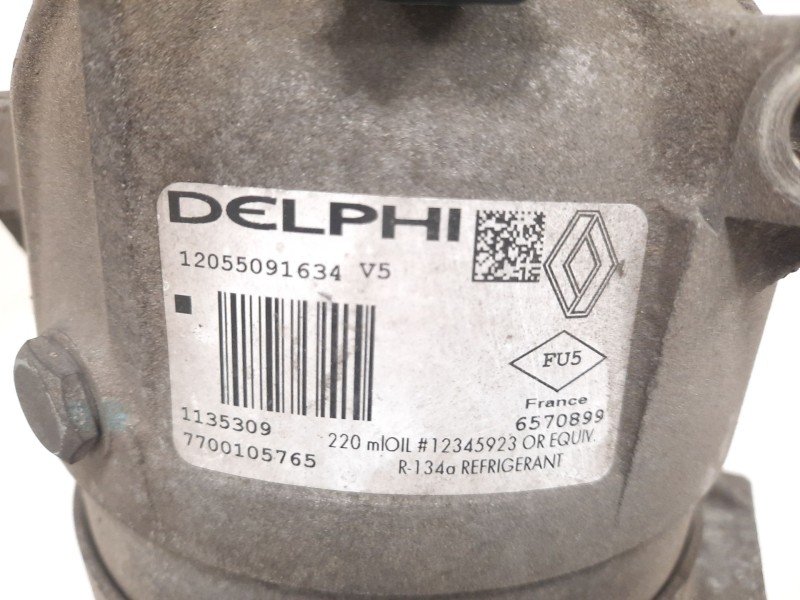 DELPHI
12055091634 V5
FU5
France
6570899
1135309
7700105765
220 ml OIL #12345923 OR EQUIV.
R-134a REFRIGERANT